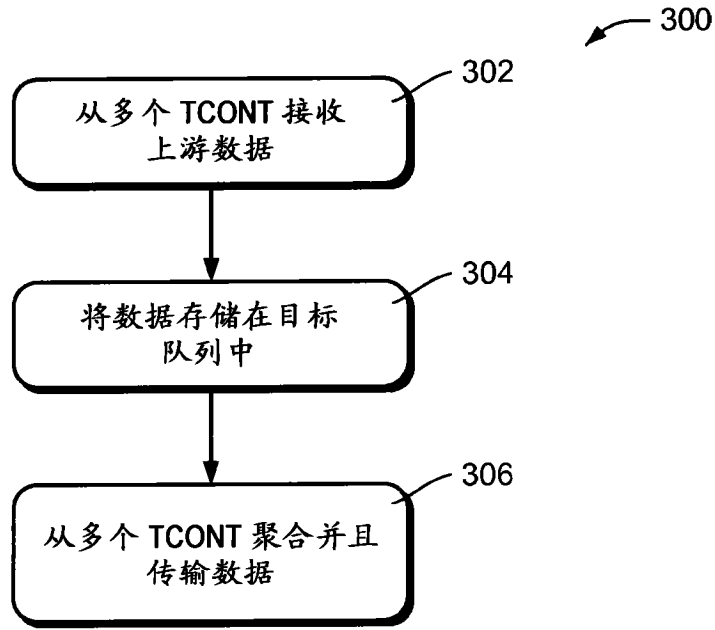 300
302
从多个 TCONT 接收
上游数据
304
将数据存储在目标
队列中
306
从多个 TCONT 聚合并且
传输数据